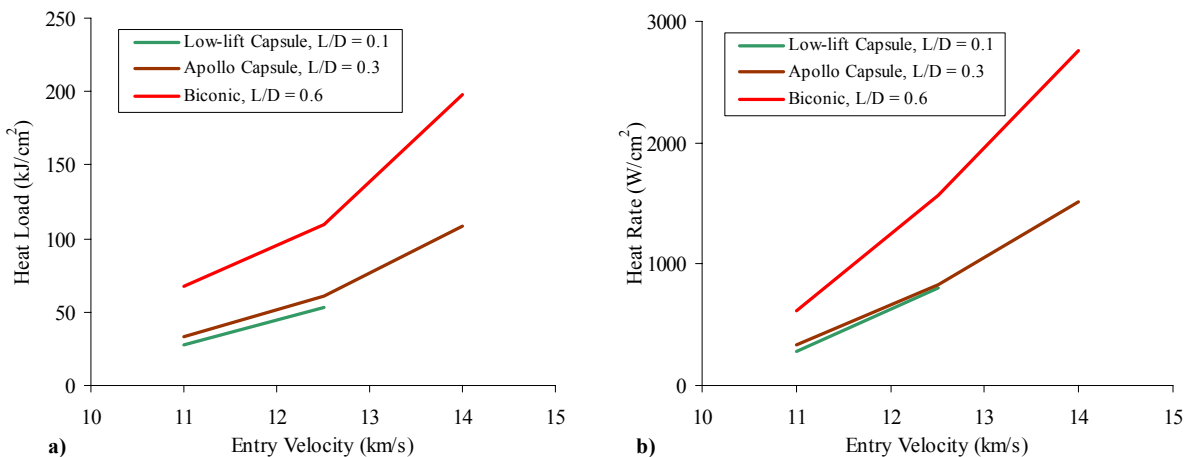 250
200
150
100
50
0
Heat Load (kJ/cm²)
Low-lift Capsule, L/D = 0.1
Apollo Capsule, L/D = 0.3
Biconic, L/D = 0.6
10 11 12 13 14 15
Entry Velocity (km/s)
a)
3000
2000
1000
0
Heat Rate (W/cm²)
Low-lift Capsule, L/D = 0.1
Apollo Capsule, L/D = 0.3
Biconic, L/D = 0.6
10 11 12 13 14 15
Entry Velocity (km/s)
b)